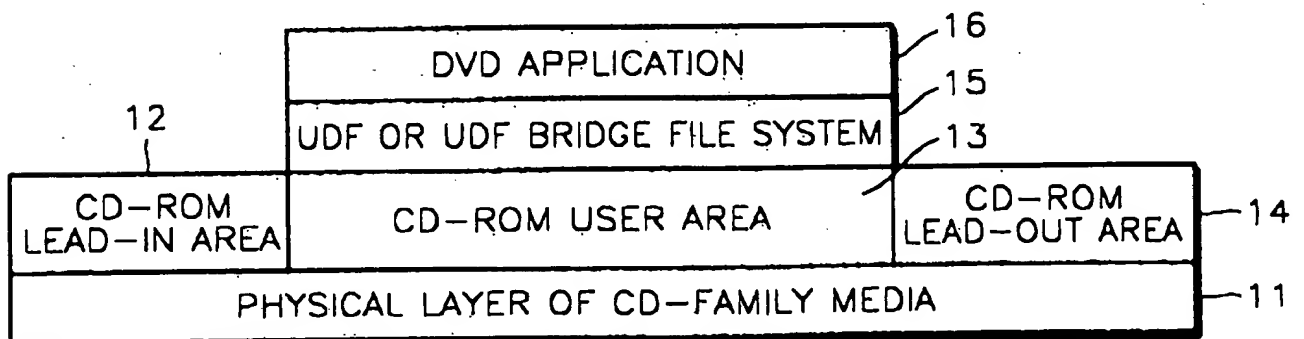 16
DVD APPLICATION
15
12
UDF OR UDF BRIDGE FILE SYSTEM
13
CD-ROM
LEAD-IN AREA
CD-ROM USER AREA
CD-ROM
LEAD-OUT AREA
14
PHYSICAL LAYER OF CD-FAMILY MEDIA
11